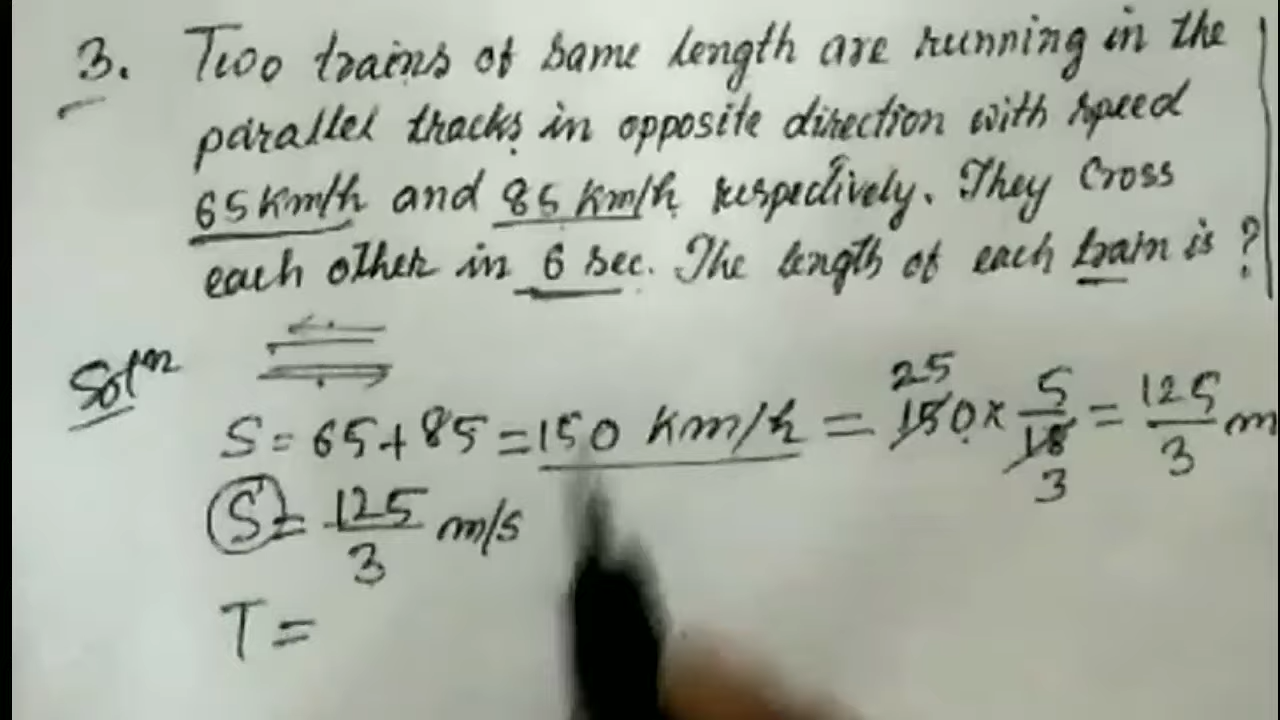 3. Two trains of same length are running in the
parallel tracks in opposite direction with speed
65 Km/h and 85 Km/h respectively. They Cross
each other in 6 sec. The length of each train is ?
Solⁿ
S = 65 + 85 = 150 Km/h = 150 × 5/18 = 125/3 m
25
3
S = 125/3 m/s
T =